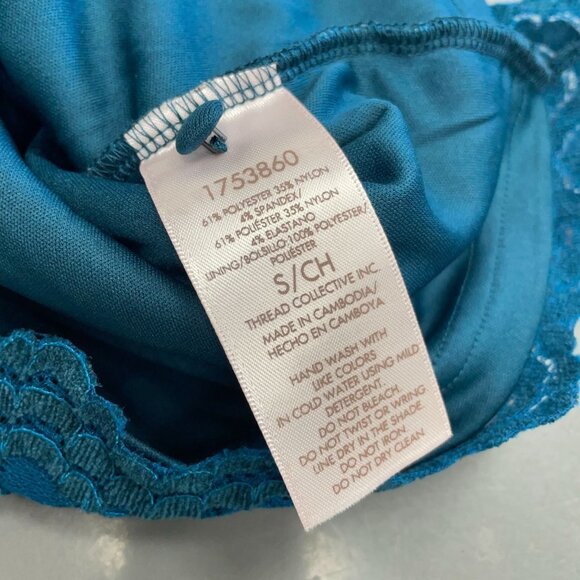 1753860
61% POLYESTER 35% NYLON
4% SPANDEX/
61% POLIÉSTER 35% NYLON
4% ELASTANO
LINING/BOLSILLO-100% POLYESTER/
POLIÉSTER
S/CH
THREAD COLLECTIVE INC.
MADE IN CAMBODIA/
HECHO EN CAMBOYA
HAND WASH WITH
LIKE COLORS
IN COLD WATER USING MILD
DETERGENT.
DO NOT BLEACH
DO NOT TWIST OR WRING
LINE DRY IN THE SHADE
DO NOT IRON
DO NOT DRY CLEAN